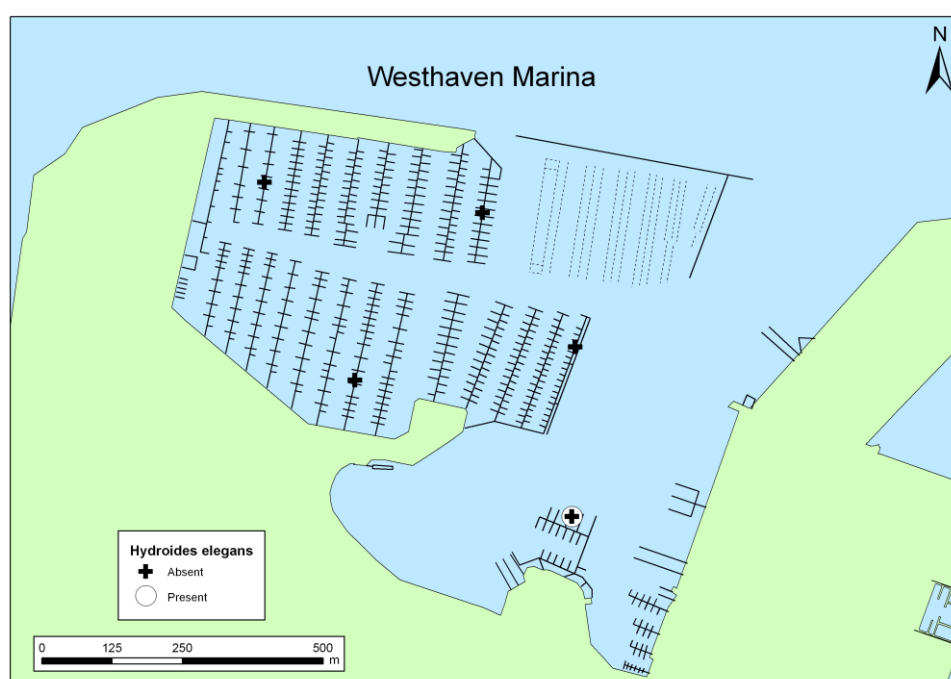 N
Westhaven Marina
Hydroides elegans
Absent
Present
0 125 250 500
m